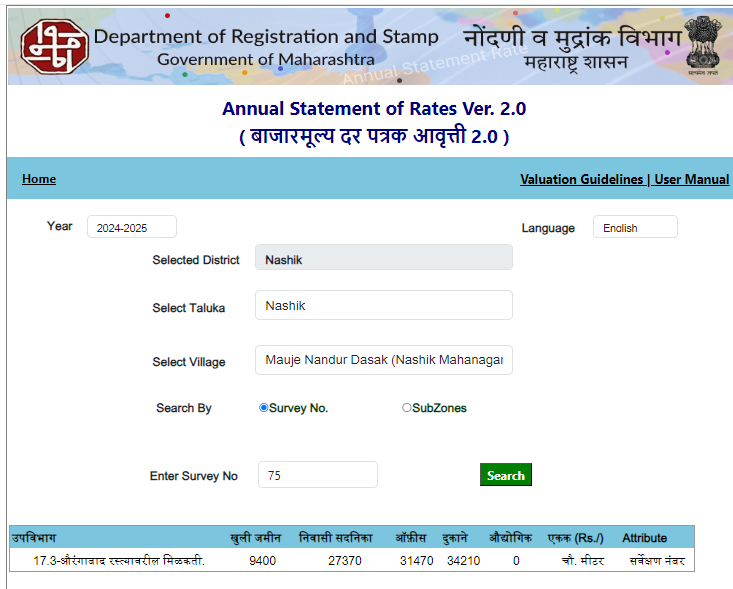 Department of Registration and Stamp
Government of Maharashtra
नोंदणी व मुद्रांक विभाग
महाराष्ट्र शासन
Annual Statement Rate
सत्यमेव जयते
Annual Statement of Rates Ver. 2.0
( बाजारमूल्य दर पत्रक आवृत्ती 2.0 )
Home Valuation Guidelines | User Manual
Year 2024-2025 Language English
Selected District Nashik
Select Taluka Nashik
Select Village Mauje Nandur Dasak (Nashik Mahanagar
Search By Survey No. SubZones
Enter Survey No 75 Search
उपविभाग खुली जमीन निवासी सदनिका ऑफ़ीस दुकाने औद्योगिक एकक (Rs./) Attribute
17.3-औरंगाबाद रस्त्यावरील मिळकती. 9400 27370 31470 34210 0 चौ. मीटर सर्वेक्षण नंबर